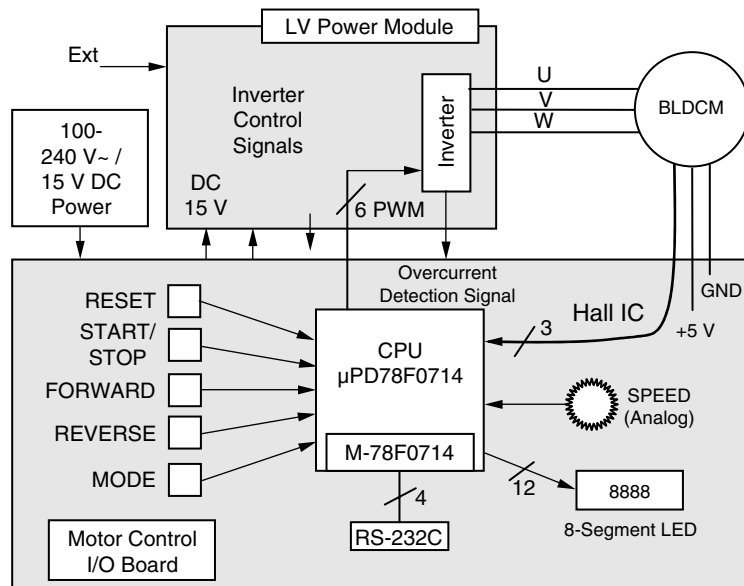 LV Power Module
Ext
Inverter
Control
Signals
Inverter
U
V
W
BLDCM
100-
240 V~ /
15 V DC
Power
DC
15 V
6 PWM
Overcurrent
Detection Signal
GND
+5 V
Hall IC
3
RESET
START/
STOP
FORWARD
REVERSE
MODE
CPU
µPD78F0714
M-78F0714
SPEED
(Analog)
4
12
8888
8-Segment LED
RS-232C
Motor Control
I/O Board